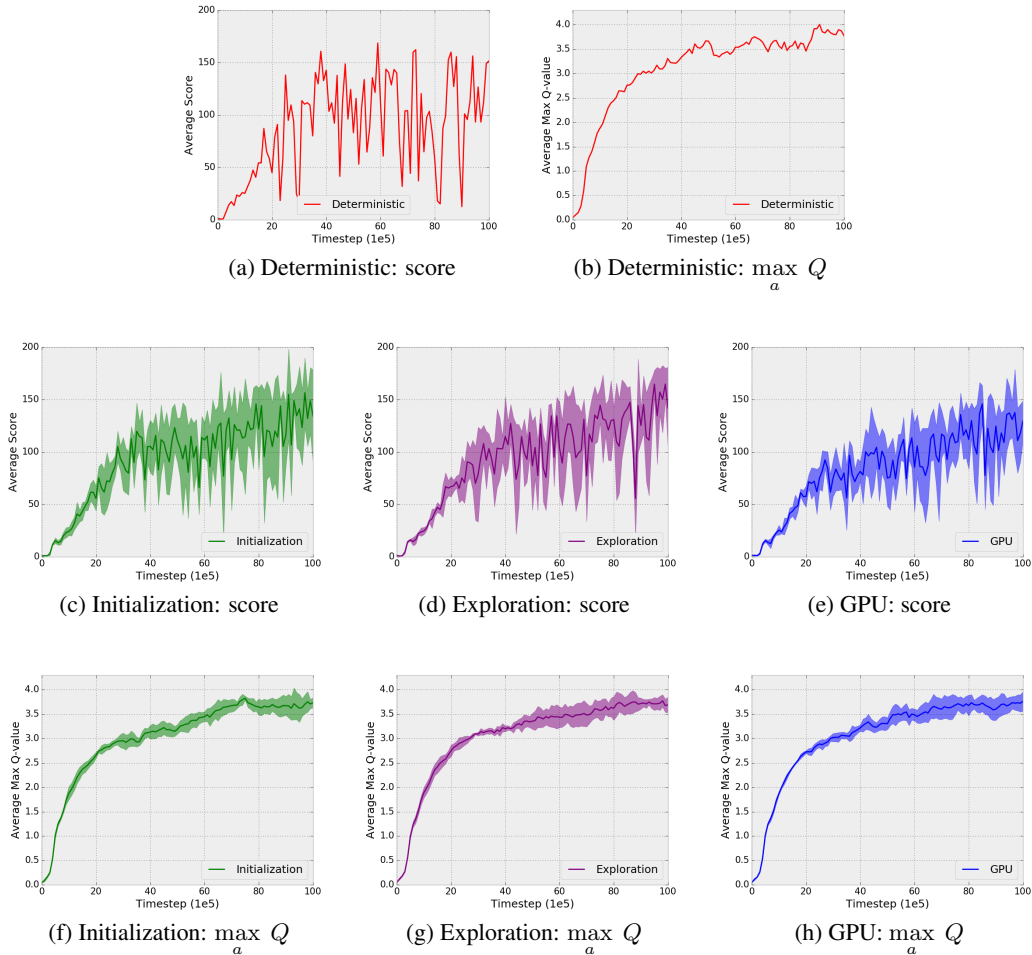 200
150
100
50
0
Average Score
Deterministic
0 20 40 60 80 100
Timestep (1e5)
(a) Deterministic: score
4.0
3.5
3.0
2.5
2.0
1.5
1.0
0.5
0.0
Average Max Q-value
Deterministic
0 20 40 60 80 100
Timestep (1e5)
(b) Deterministic: max Q
a
200
150
100
50
0
Average Score
Initialization
0 20 40 60 80 100
Timestep (1e5)
(c) Initialization: score
200
150
100
50
0
Average Score
Exploration
0 20 40 60 80 100
Timestep (1e5)
(d) Exploration: score
200
150
100
50
0
Average Score
GPU
0 20 40 60 80 100
Timestep (1e5)
(e) GPU: score
4.0
3.5
3.0
2.5
2.0
1.5
1.0
0.5
0.0
Average Max Q-value
Initialization
0 20 40 60 80 100
Timestep (1e5)
(f) Initialization: max Q
a
4.0
3.5
3.0
2.5
2.0
1.5
1.0
0.5
0.0
Average Max Q-value
Exploration
0 20 40 60 80 100
Timestep (1e5)
(g) Exploration: max Q
a
4.0
3.5
3.0
2.5
2.0
1.5
1.0
0.5
0.0
Average Max Q-value
GPU
0 20 40 60 80 100
Timestep (1e5)
(h) GPU: max Q
a